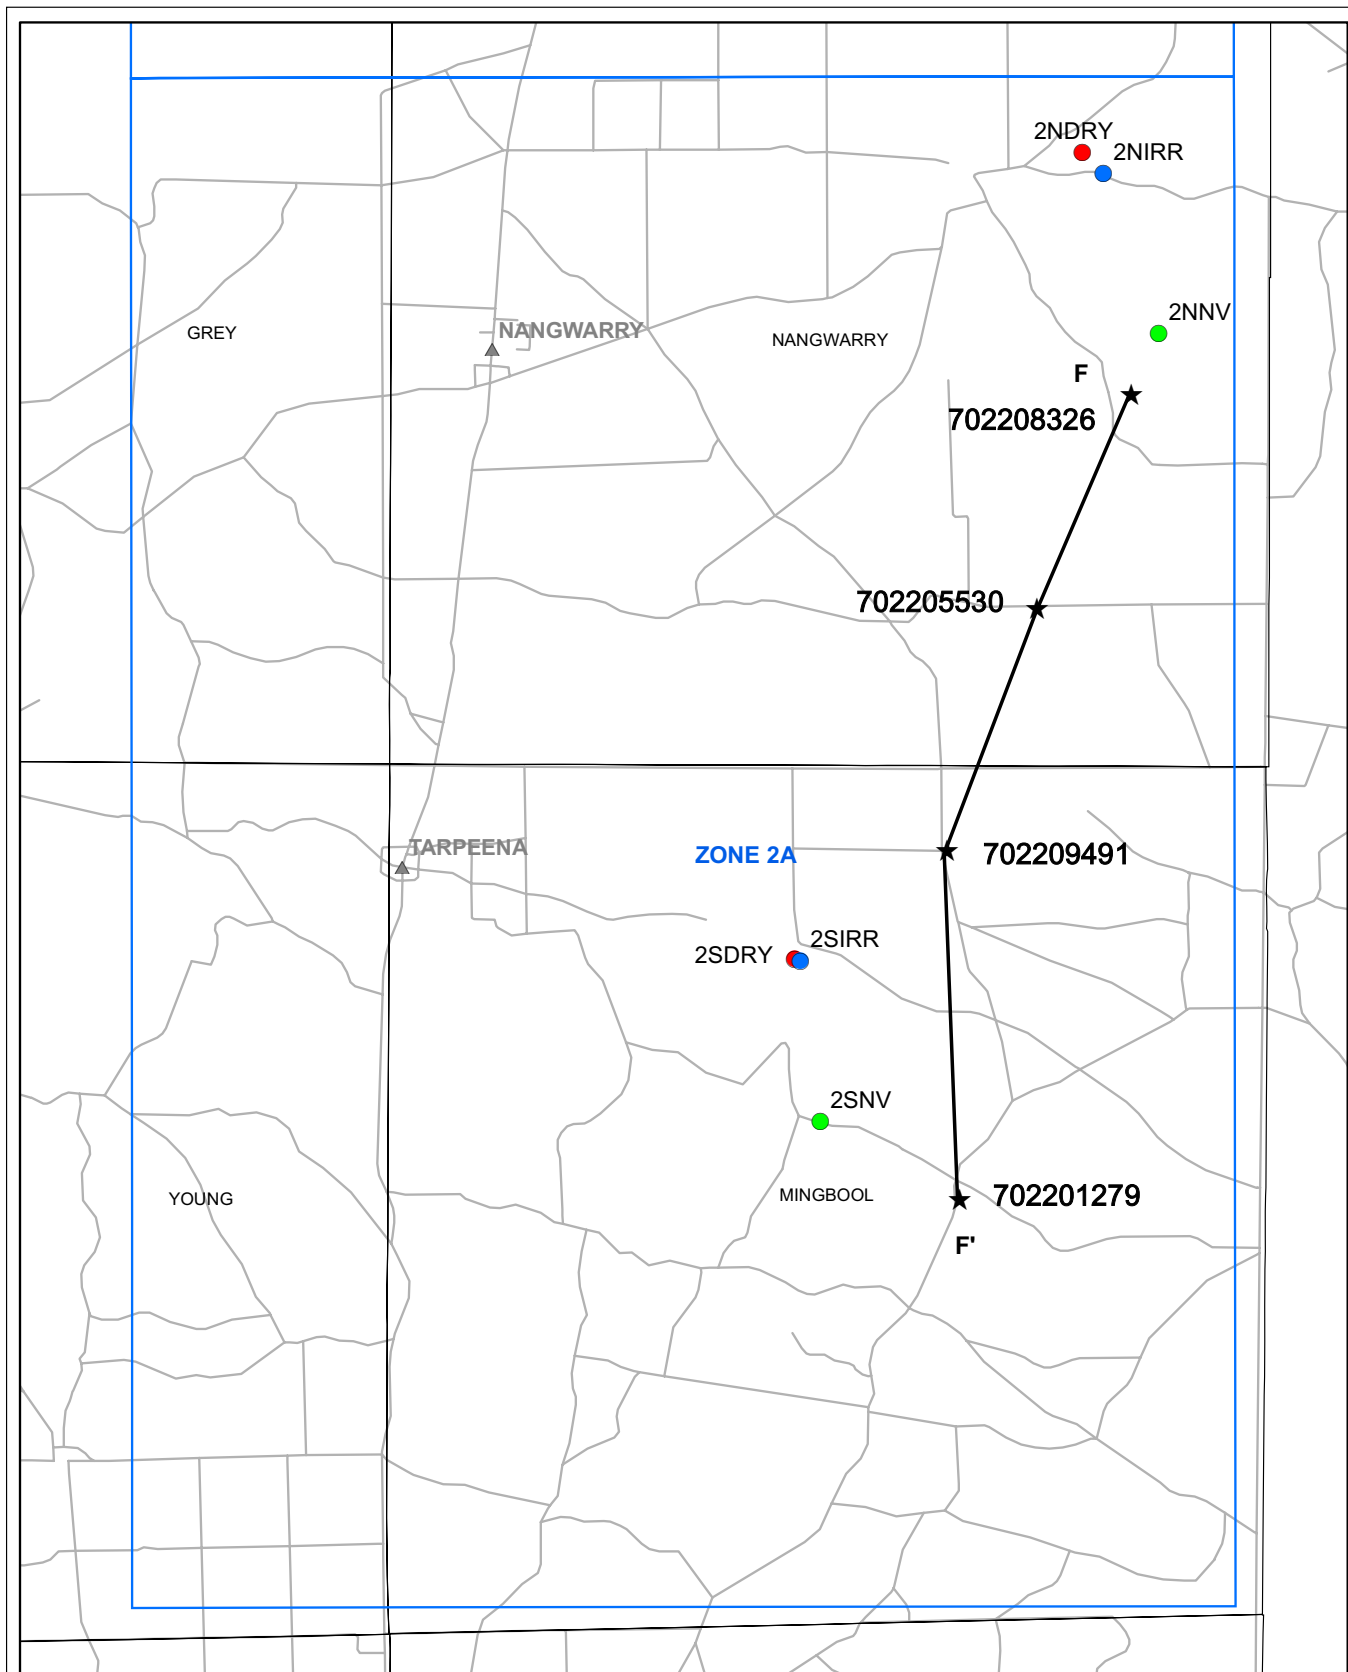 2NDRY
2NIRR
2NNV
GREY
NANGWARRY
NANGWARRY
F
702208326
702205530
TARPEENA
ZONE 2A
702209491
2SDRY
2SIRR
2SNV
YOUNG
MINGBOOL
702201279
F'